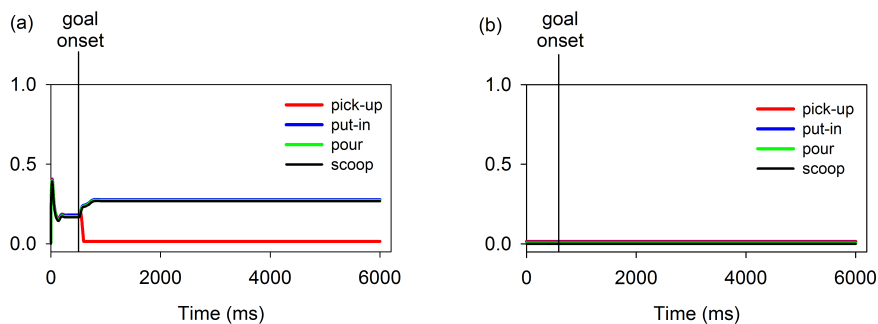 (a)
goal
onset
1.0
0.5
0.0
pick-up
put-in
pour
scoop
0
2000
4000
6000
Time (ms)
(b)
goal
onset
1.0
0.5
0.0
pick-up
put-in
pour
scoop
0
2000
4000
6000
Time (ms)